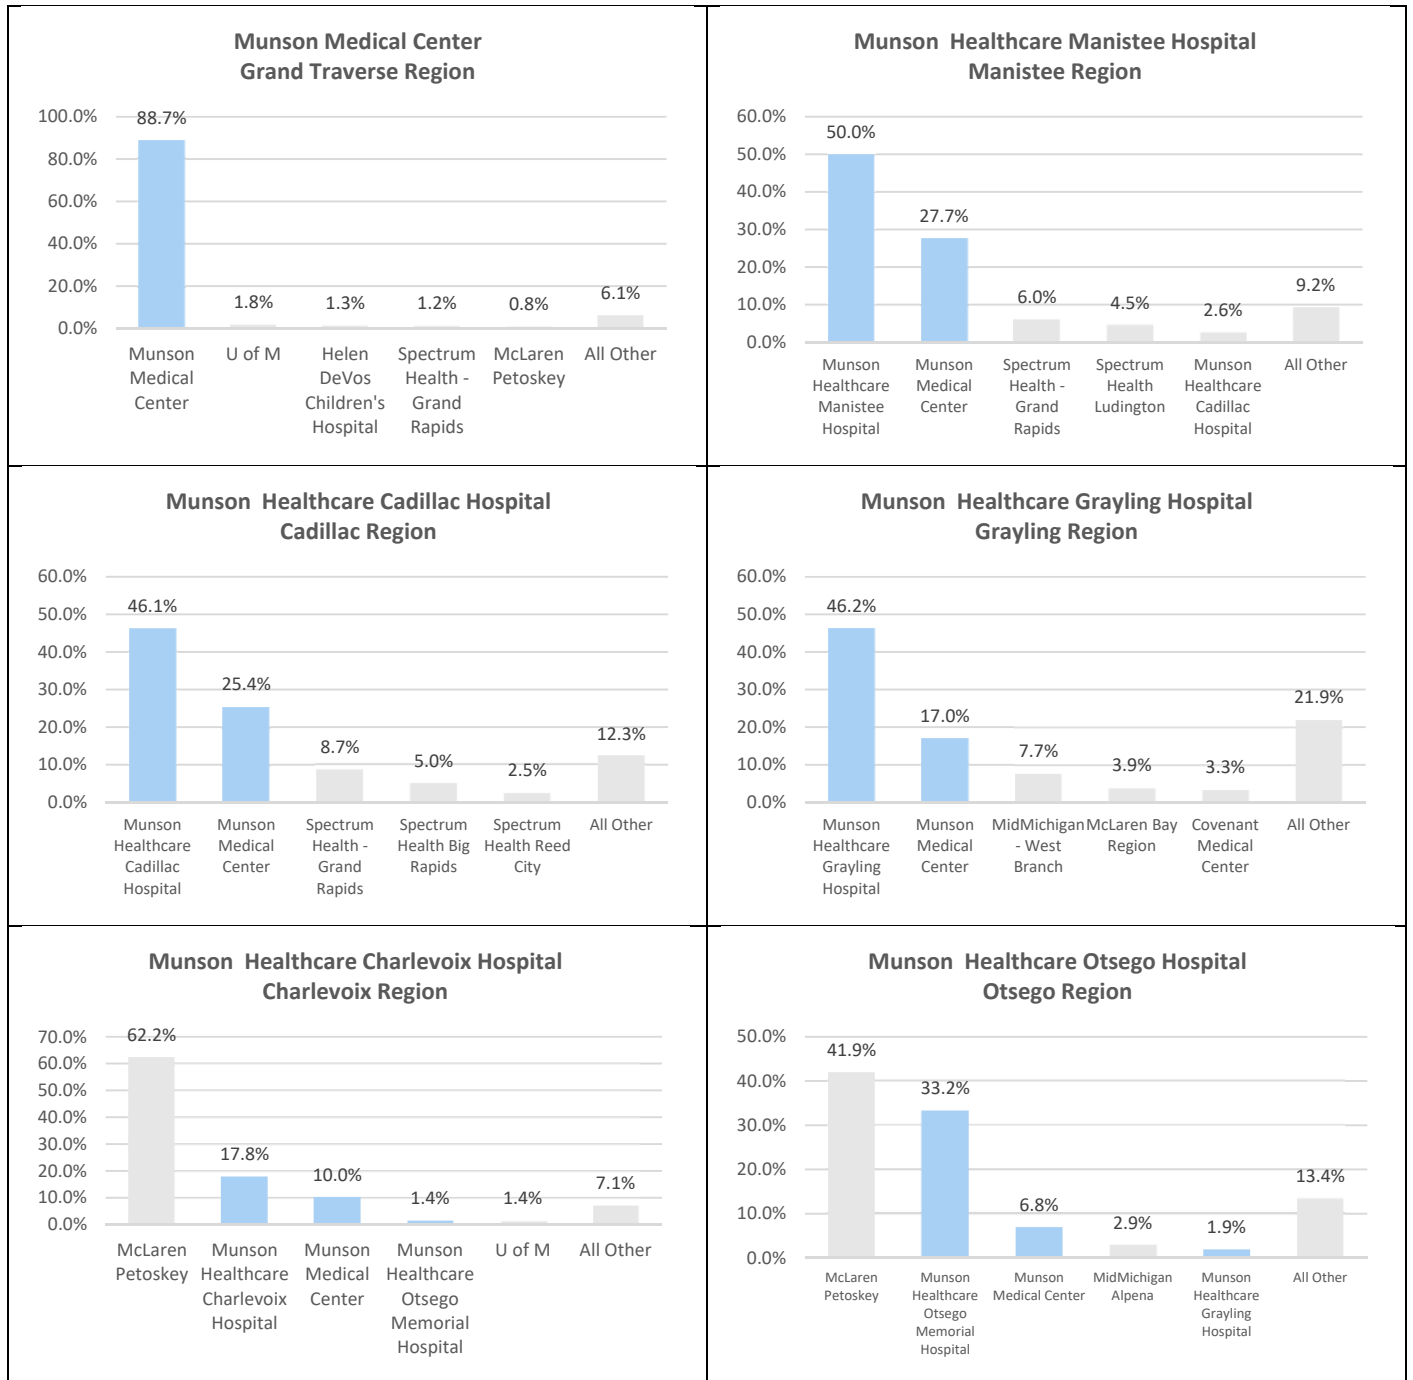 Munson Medical Center
Grand Traverse Region
100.0%
80.0%
60.0%
40.0%
20.0%
0.0%
88.7%
1.8%
1.3%
1.2%
0.8%
6.1%
Munson
Medical
Center
U of M
Helen
DeVos
Children's
Hospital
Spectrum
Health -
Grand
Rapids
McLaren
Petoskey
All Other
Munson Healthcare Manistee Hospital
Manistee Region
60.0%
50.0%
40.0%
30.0%
20.0%
10.0%
0.0%
50.0%
27.7%
6.0%
4.5%
2.6%
9.2%
Munson
Healthcare
Manistee
Hospital
Munson
Medical
Center
Spectrum
Health -
Grand
Rapids
Spectrum
Health
Ludington
Munson
Healthcare
Cadillac
Hospital
All Other
Munson Healthcare Cadillac Hospital
Cadillac Region
60.0%
50.0%
40.0%
30.0%
20.0%
10.0%
0.0%
46.1%
25.4%
8.7%
5.0%
2.5%
12.3%
Munson
Healthcare
Cadillac
Hospital
Munson
Medical
Center
Spectrum
Health -
Grand
Rapids
Spectrum
Health Big
Rapids
Spectrum
Health Reed
City
All Other
Munson Healthcare Grayling Hospital
Grayling Region
60.0%
50.0%
40.0%
30.0%
20.0%
10.0%
0.0%
46.2%
17.0%
7.7%
3.9%
3.3%
21.9%
Munson
Healthcare
Grayling
Hospital
Munson
Medical
Center
MidMichigan
- West
Branch
McLaren Bay
Region
Covenant
Medical
Center
All Other
Munson Healthcare Charlevoix Hospital
Charlevoix Region
70.0%
60.0%
50.0%
40.0%
30.0%
20.0%
10.0%
0.0%
62.2%
17.8%
10.0%
1.4%
1.4%
7.1%
McLaren
Petoskey
Munson
Healthcare
Charlevoix
Hospital
Munson
Medical
Center
Munson
Healthcare
Otsego
Memorial
Hospital
U of M
All Other
Munson Healthcare Otsego Hospital
Otsego Region
50.0%
40.0%
30.0%
20.0%
10.0%
0.0%
41.9%
33.2%
6.8%
2.9%
1.9%
13.4%
McLaren
Petoskey
Munson
Healthcare
Otsego
Memorial
Hospital
Munson
Medical Center
MidMichigan
Alpena
Munson
Healthcare
Grayling
Hospital
All Other